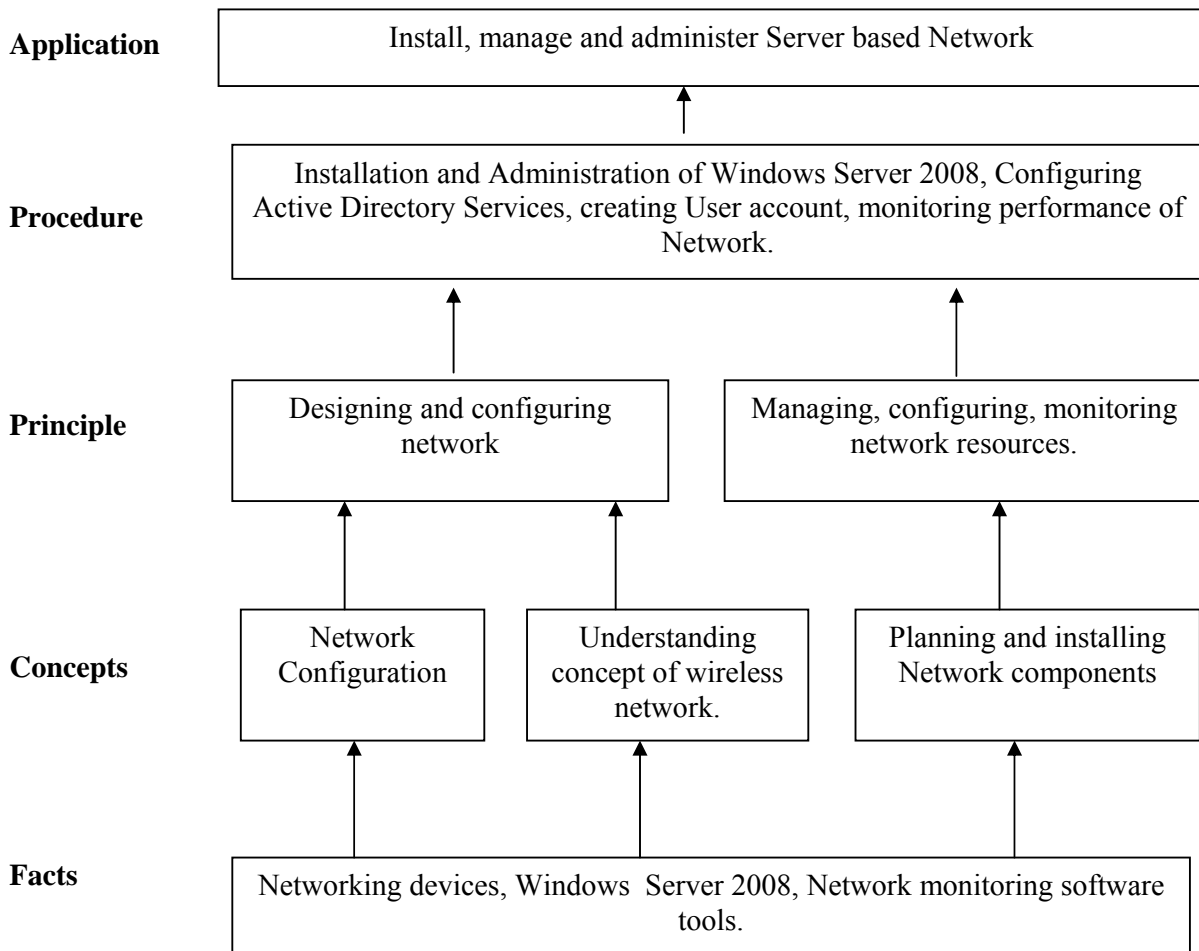 Application
Install, manage and administer Server based Network
Procedure
Installation and Administration of Windows Server 2008, Configuring
Active Directory Services, creating User account, monitoring performance of
Network.
Principle
Designing and configuring
network
Managing, configuring, monitoring
network resources.
Concepts
Network
Configuration
Understanding
concept of wireless
network.
Planning and installing
Network components
Facts
Networking devices, Windows  Server 2008, Network monitoring software
tools.